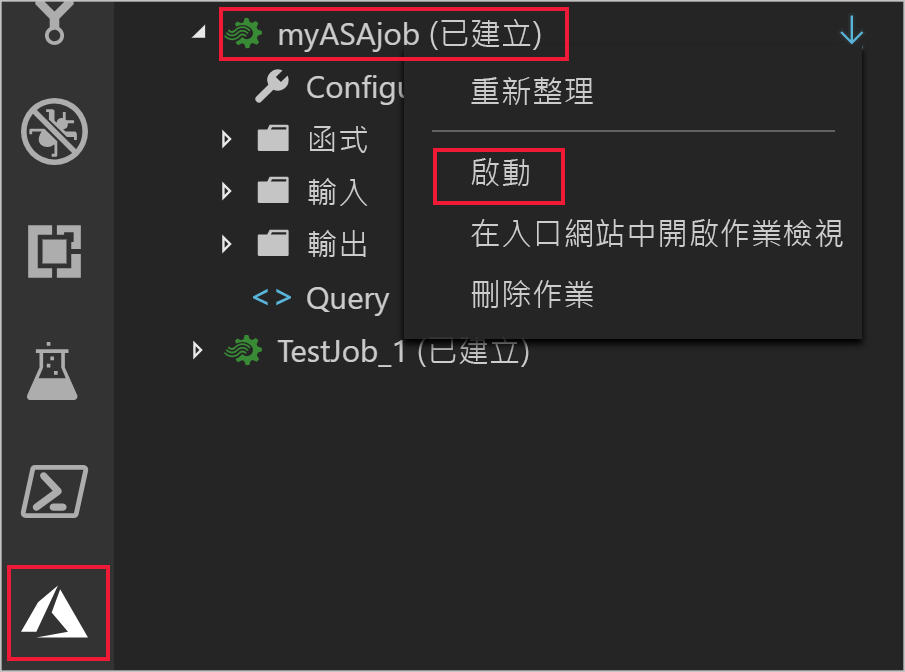 myASAjob (已建立)
Configu
重新整理
函式
啟動
輸入
在入口網站中開啟作業檢視
輸出
刪除作業
Query
TestJob_1 (已建立)